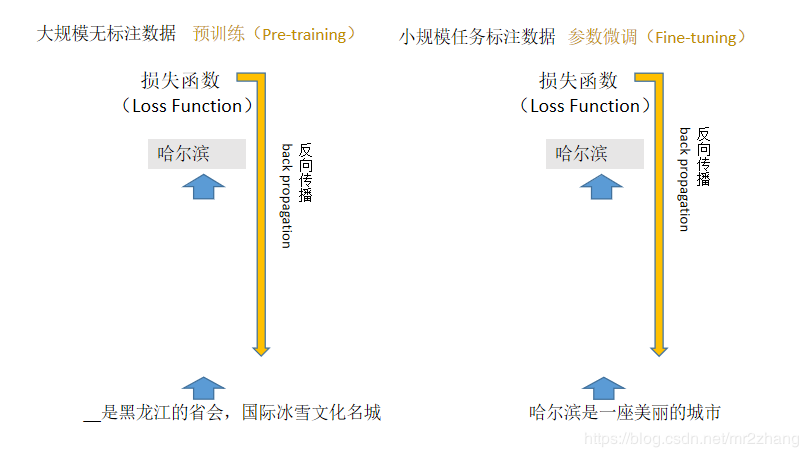 大规模无标注数据 预训练（Pre-training）
损失函数
（Loss Function）
哈尔滨
反向传播
back propagation
__是黑龙江的省会，国际冰雪文化名城
小规模任务标注数据 参数微调（Fine-tuning）
损失函数
（Loss Function）
哈尔滨
反向传播
back propagation
哈尔滨是一座美丽的城市
https://blog.csdn.net/mr2zhang